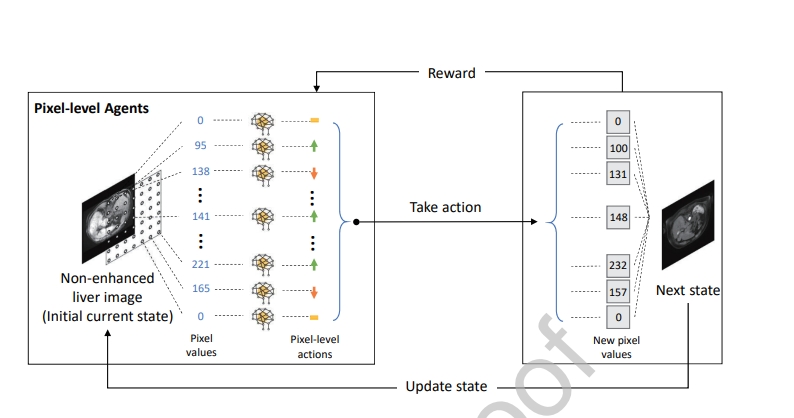 Reward
Pixel-level Agents
0
95
138
141
221
165
0
Non-enhanced
liver image
(Initial current state)
Pixel
values
Pixel-level
actions
Take action
0
100
131
148
232
157
0
Next state
New pixel
values
Update state
oof